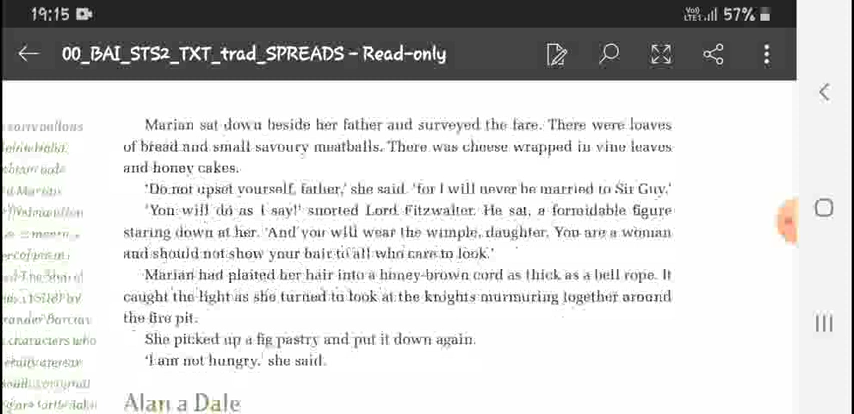 19:15
57%
00_BAI_STS2_TXT_trad_SPREADS – Read-only
Marian sat down beside her father and surveyed the fare. There were loaves
of bread and small savoury meatballs. There was cheese wrapped in vine leaves
and honey cakes.
'Do not upset yourself, father,' she said, 'for I will never be married to Sir Guy.'
'You will do as I say!' snorted Lord Fitzwalter. He sat, a formidable figure
staring down at her. 'And you will wear the wimple, daughter. You are a woman
and should not show your hair to all who care to look.'
Marian had plaited her hair into a honey-brown cord as thick as a bell rope. It
caught the light as she turned to look at the knights murmuring together around
the fire pit.
She picked up a fig pastry and put it down again.
'I am not hungry,' she said.
Alan a Dale